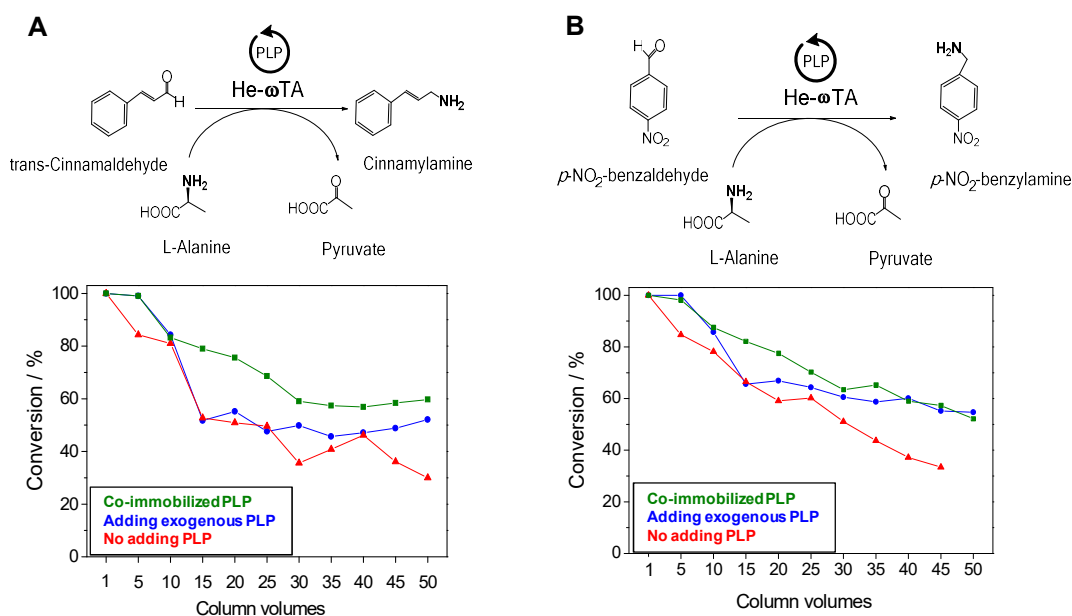 A
PLP
He-ωTA
O
H
NH2
trans-Cinnamaldehyde
Cinnamylamine
NH2
HOOC
O
HOOC
L-Alanine
Pyruvate
Conversion / %
100
80
60
40
20
0
Co-immobilized PLP
Adding exogenous PLP
No adding PLP
1 5 10 15 20 25 30 35 40 45 50
Column volumes
B
H
O
NO2
PLP
He-ωTA
H2N
NO2
p-NO2-benzaldehyde
p-NO2-benzylamine
NH2
HOOC
O
HOOC
L-Alanine
Pyruvate
Conversion / %
100
80
60
40
20
0
Co-immobilized PLP
Adding exogenous PLP
No adding PLP
1 5 10 15 20 25 30 35 40 45 50
Column volumes